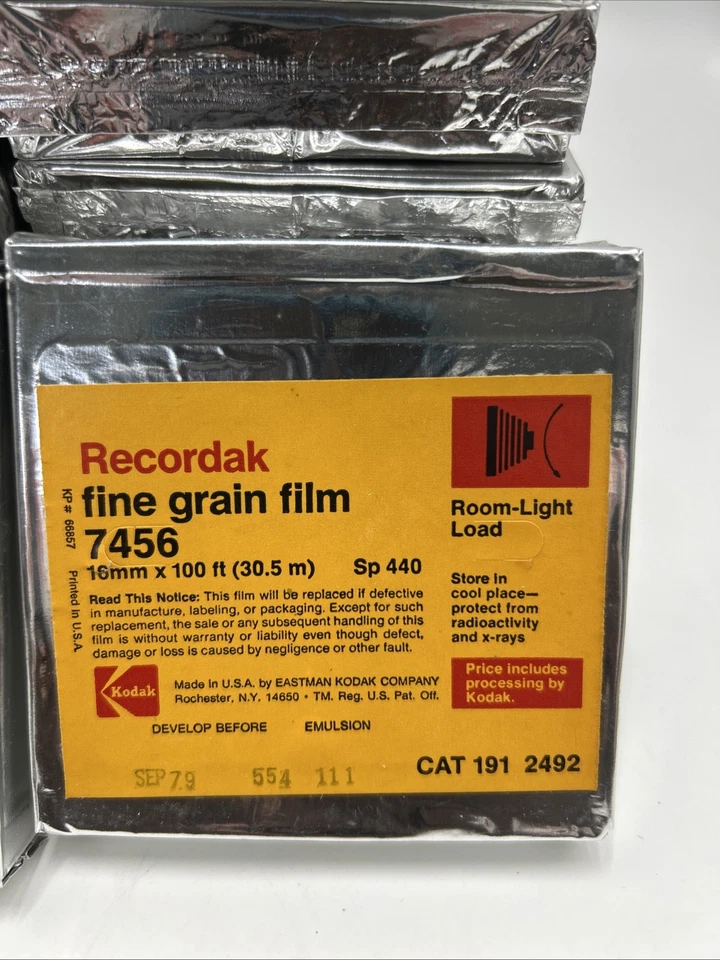 Recordak
fine grain film
7456
16mm x 100 ft (30.5 m) Sp 440
KP# 66857 Printed in U.S.A.
Read This Notice: This film will be replaced if defective
in manufacture, labeling, or packaging. Except for such
replacement, the sale or any subsequent handling of this
film is without warranty or liability even though defect,
damage or loss is caused by negligence or other fault.
Kodak
Made in U.S.A. by EASTMAN KODAK COMPANY
Rochester, N.Y. 14650 • TM. Reg. U.S. Pat. Off.
DEVELOP BEFORE EMULSION
SEP 79 554 111
Room-Light
Load
Store in
cool place—
protect from
radioactivity
and x-rays
Price includes
processing by
Kodak.
CAT 191 2492